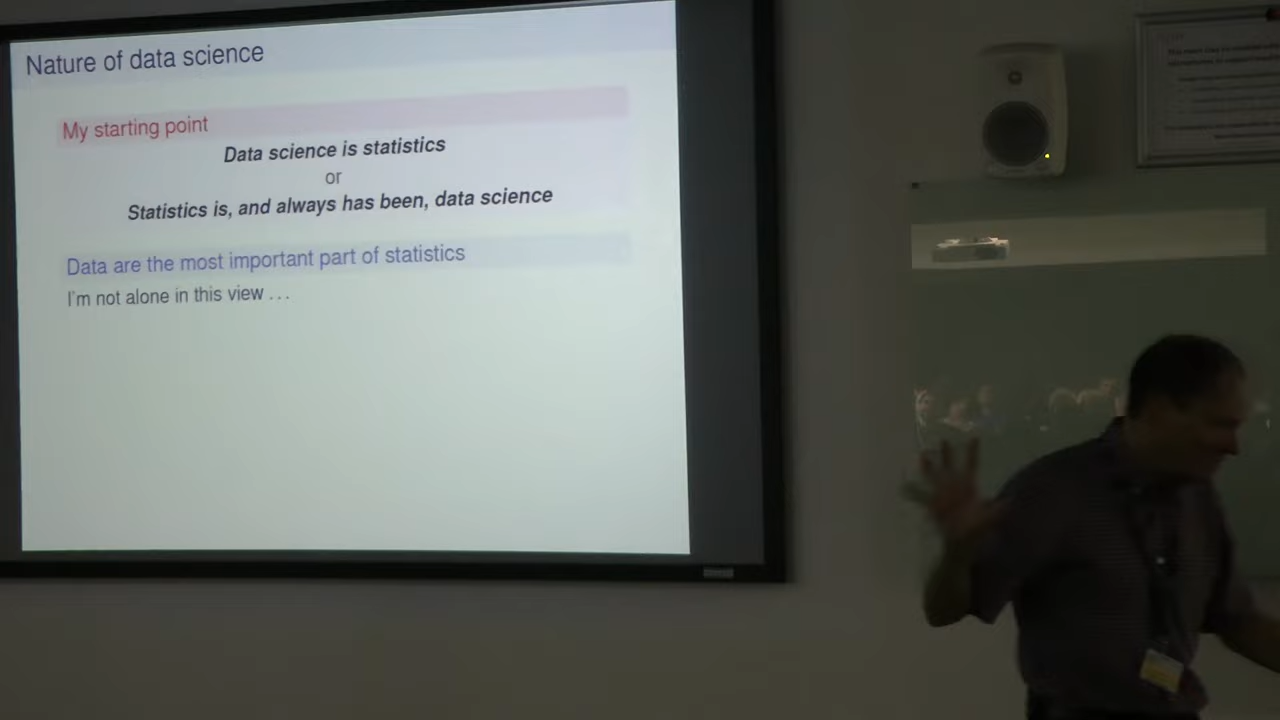 Nature of data science
My starting point
Data science is statistics
or
Statistics is, and always has been, data science
Data are the most important part of statistics
I'm not alone in this view . . .